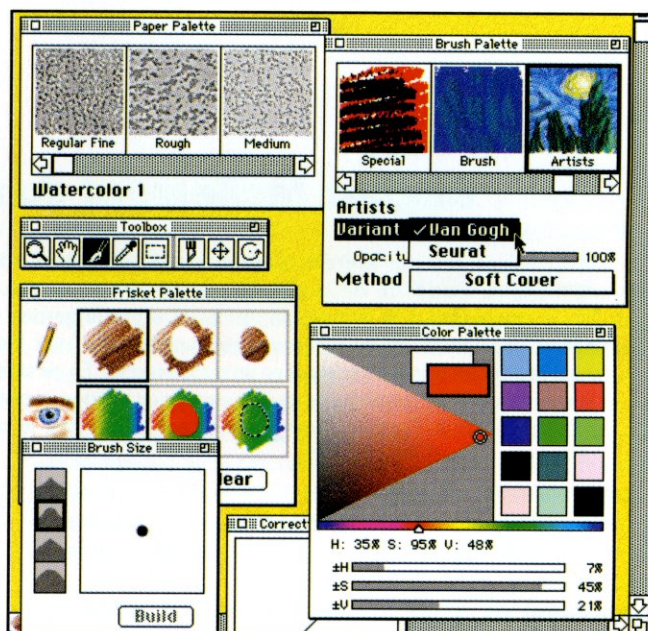 Paper Palette
Regular Fine Rough Medium
Watercolor 1
Brush Palette
Special Brush Artists
Artists
Variant ✓Van Gogh
Seurat
Opacity 100%
Method Soft Cover
Toolbox
Frisket Palette
lear
Brush Size
Build
Correct
Color Palette
H: 35% S: 95% V: 48%
±H 7%
±S 45%
±V 21%